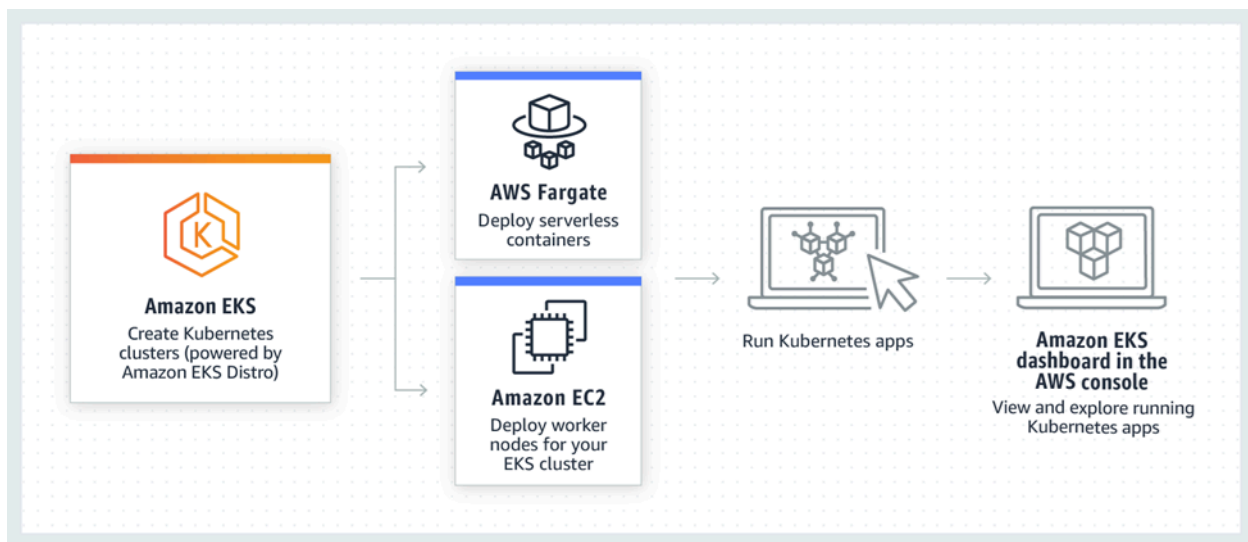 K
Amazon EKS
Create Kubernetes
clusters (powered by
Amazon EKS Distro)
AWS Fargate
Deploy serverless
containers
Amazon EC2
Deploy worker
nodes for your
EKS cluster
Run Kubernetes apps
Amazon EKS
dashboard in the
AWS console
View and explore running
Kubernetes apps